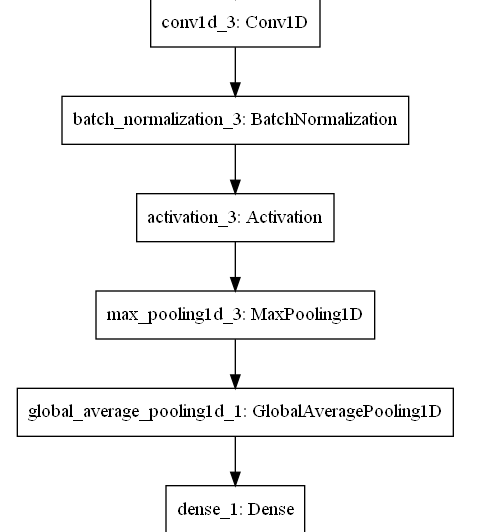 conv1d_3: Conv1D
batch_normalization_3: BatchNormalization
activation_3: Activation
max_pooling1d_3: MaxPooling1D
global_average_pooling1d_1: GlobalAveragePooling1D
dense_1: Dense